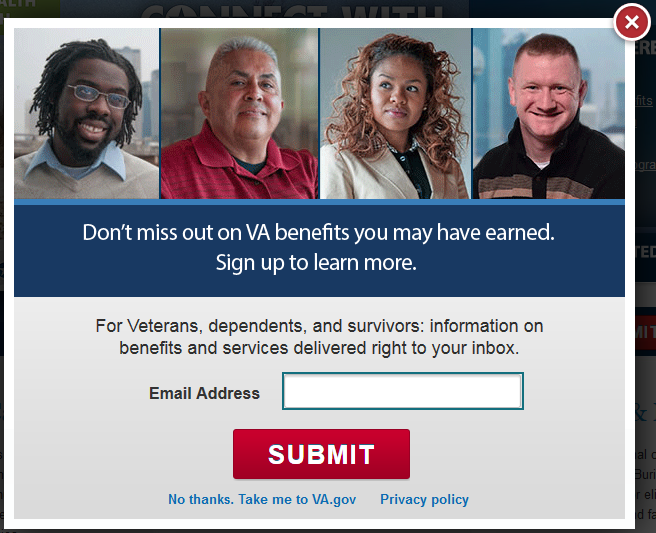 CONNECT WITH
Don't miss out on VA benefits you may have earned.
Sign up to learn more.
For Veterans, dependents, and survivors: information on
benefits and services delivered right to your inbox.
Email Address
SUBMIT
No thanks. Take me to VA.gov Privacy policy